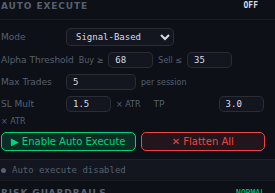 AUTO EXECUTE OFF
Mode Signal-Based
Alpha Threshold Buy ≥ 68 Sell ≤ 35
Max Trades 5 per session
SL Mult 1.5 × ATR TP 3.0
× ATR
▶ Enable Auto Execute ✕ Flatten All
● Auto execute disabled
RISK GUARDRAILS NORMAL